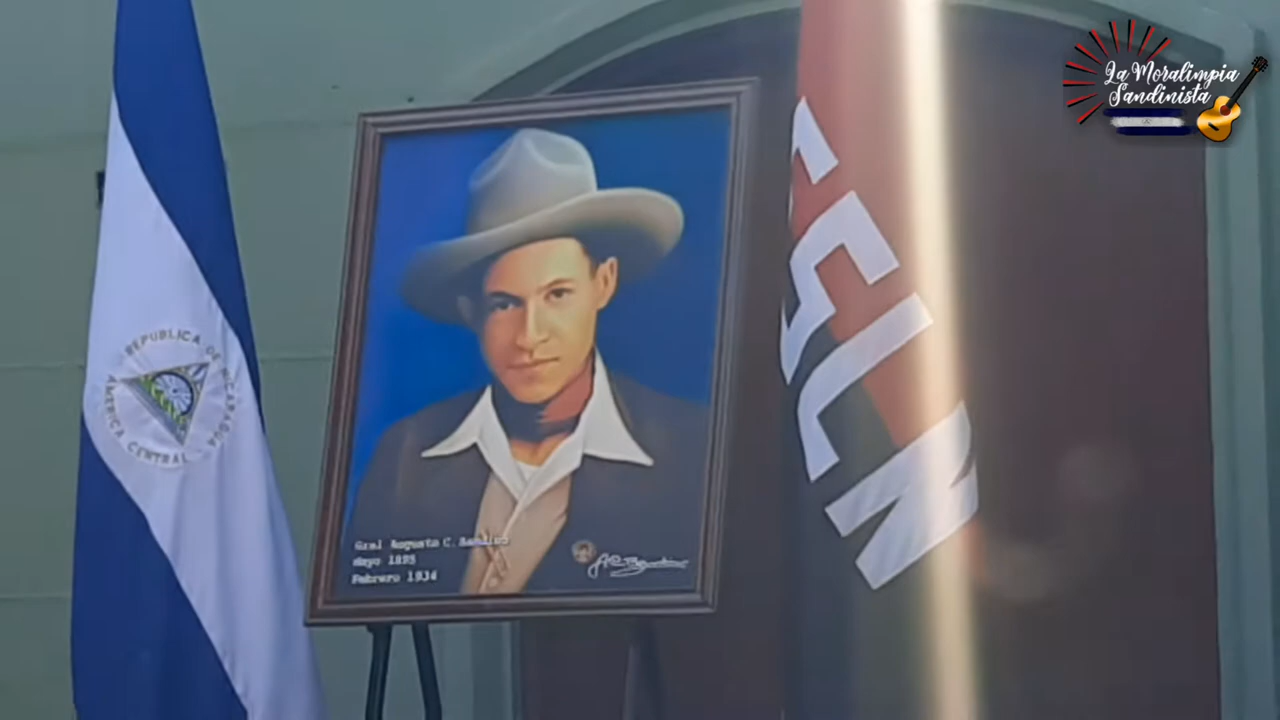 La Moralimpia
Sandinista
REPUBLICA DE NICARAGUA
AMERICA CENTRAL
Gral Augusto C. Sandino
Mayo 1895
Febrero 1934
FSLN